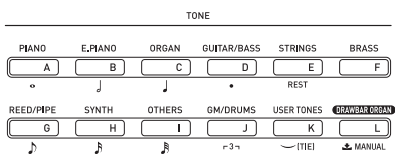 TONE
PIANO E.PIANO ORGAN GUITAR/BASS STRINGS BRASS
A B C D E F
REST
REED/PIPE SYNTH OTHERS GM/DRUMS USER TONES DRAWBAR ORGAN
G H I J K L
3 (TIE) MANUAL